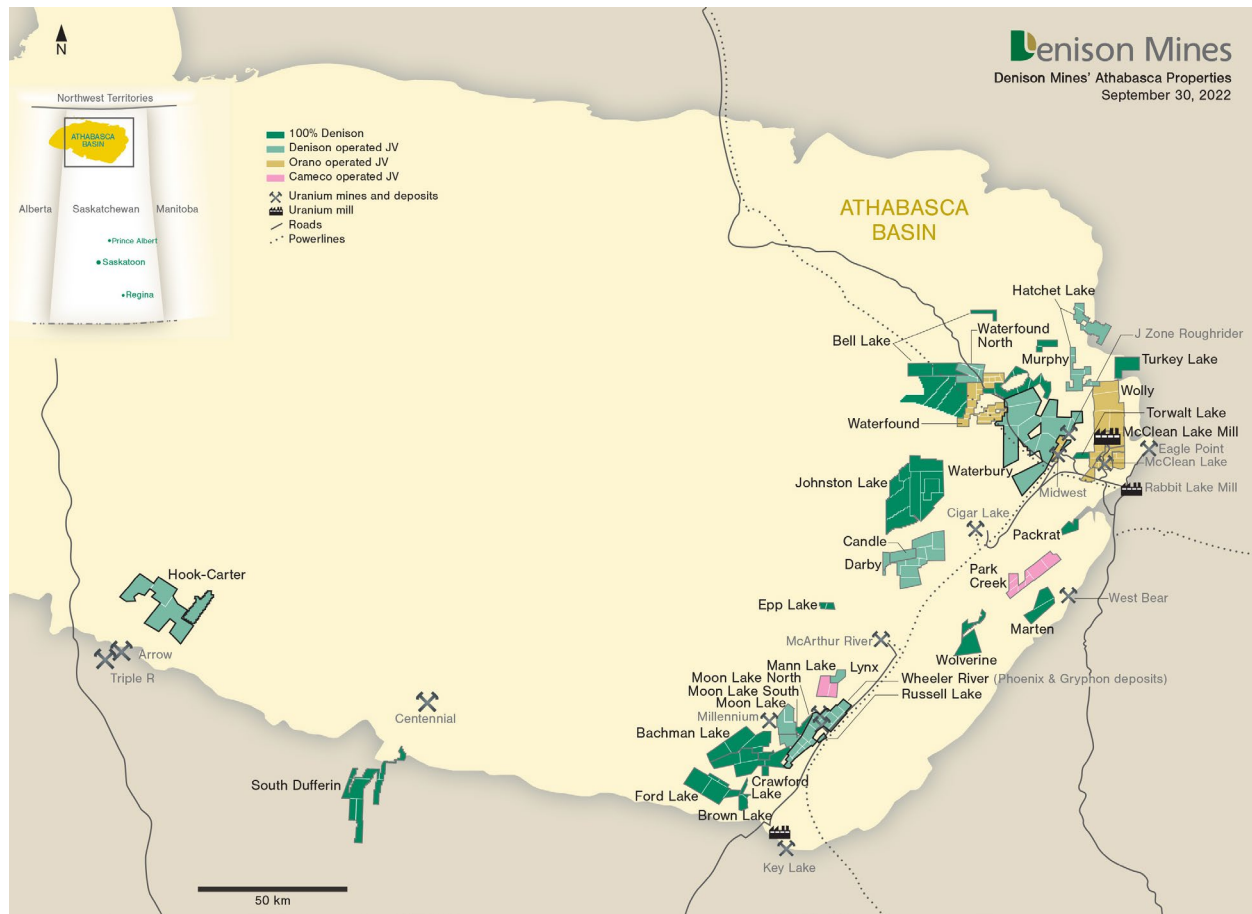 N
Denison Mines
Denison Mines' Athabasca Properties
September 30, 2022
Northwest Territories
ATHABASCA
BASIN
Alberta
Saskatchewan
Manitoba
Prince Albert
Saskatoon
Regina
100% Denison
Denison operated JV
Orano operated JV
Cameco operated JV
Uranium mines and deposits
Uranium mill
Roads
Powerlines
ATHABASCA
BASIN
Hatchet Lake
J Zone Roughrider
Bell Lake
Waterfound
North
Murphy
Turkey Lake
Wolly
Waterfound
Torwalt Lake
McClean Lake Mill
Eagle Point
McClean Lake
Waterbury
Johnston Lake
Midwest
Rabbit Lake Mill
Cigar Lake
Packrat
Candle
Darby
Park
Creek
Hook-Carter
West Bear
Epp Lake
Marten
McArthur River
Wolverine
Arrow
Triple R
Mann Lake
Lynx
Moon Lake North
Wheeler River (Phoenix & Gryphon deposits)
Moon Lake South
Russell Lake
Moon Lake
Millennium
Centennial
Bachman Lake
South Dufferin
Crawford
Lake
Ford Lake
Brown Lake
Key Lake
50 km